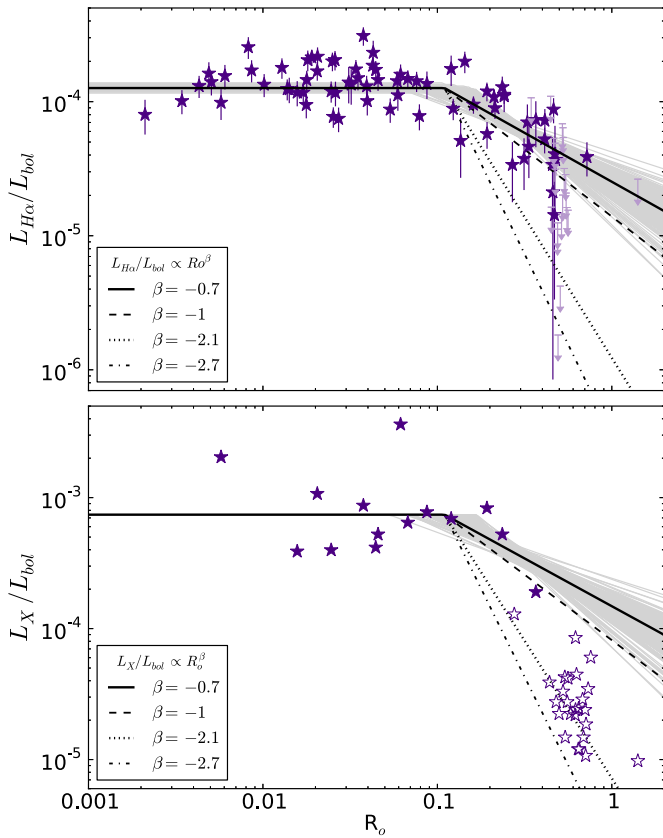 L_{Hα}/L_{bol}
10^{-4}
10^{-5}
10^{-6}
L_{Hα}/L_{bol} ∝ Ro^β
β = −0.7
β = −1
β = −2.1
β = −2.7
L_X/L_{bol}
10^{-3}
10^{-4}
10^{-5}
L_X/L_{bol} ∝ R_o^β
β = −0.7
β = −1
β = −2.1
β = −2.7
0.001 0.01 0.1 1
R_o